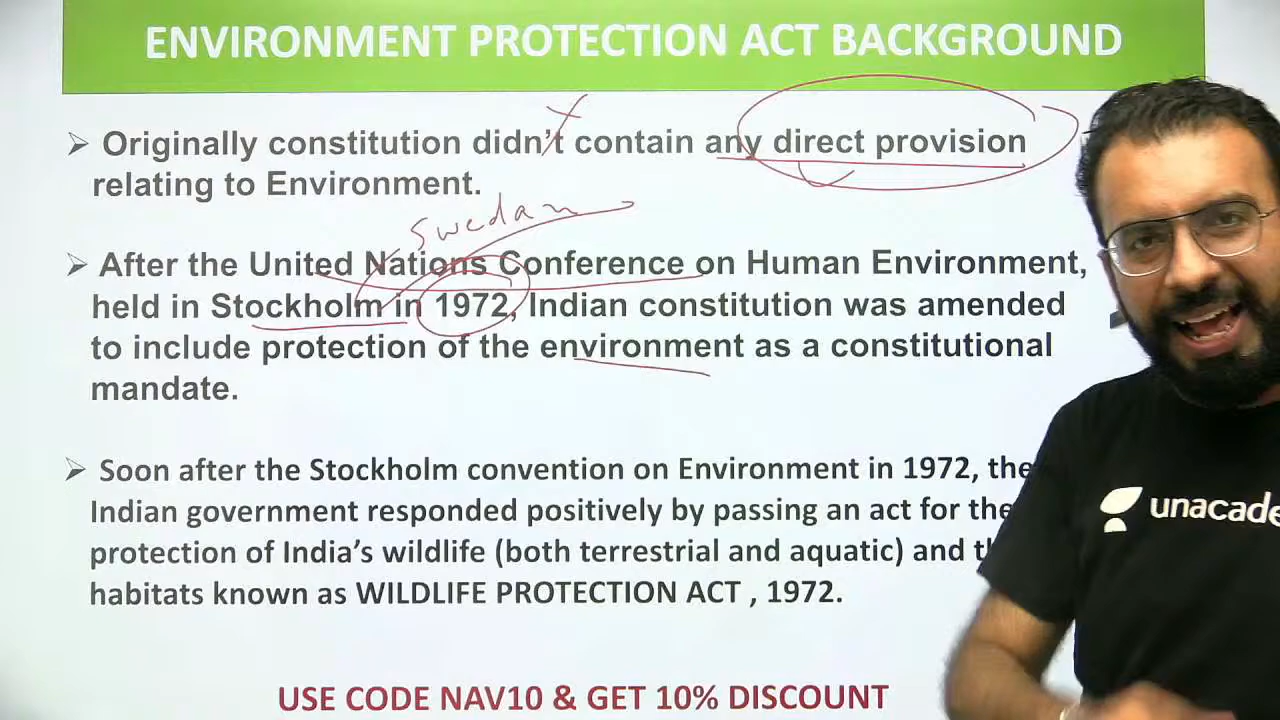 ENVIRONMENT PROTECTION ACT BACKGROUND
➢ Originally constitution didn't contain any direct provision
relating to Environment.
Swedan
➢ After the United Nations Conference on Human Environment,
held in Stockholm in 1972, Indian constitution was amended
to include protection of the environment as a constitutional
mandate.
➢ Soon after the Stockholm convention on Environment in 1972, the
Indian government responded positively by passing an act for the
protection of India's wildlife (both terrestrial and aquatic) and
habitats known as WILDLIFE PROTECTION ACT , 1972.
unacade
USE CODE NAV10 & GET 10% DISCOUNT